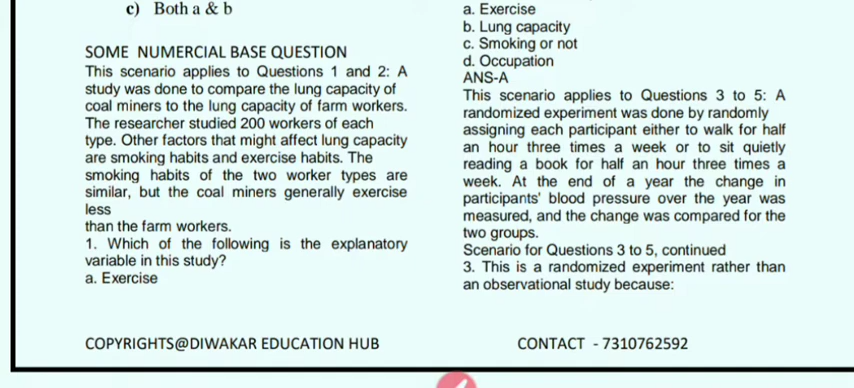 c) Both a & b
SOME NUMERCIAL BASE QUESTION
This scenario applies to Questions 1 and 2: A
study was done to compare the lung capacity of
coal miners to the lung capacity of farm workers.
The researcher studied 200 workers of each
type. Other factors that might affect lung capacity
are smoking habits and exercise habits. The
smoking habits of the two worker types are
similar, but the coal miners generally exercise
less
than the farm workers.
1. Which of the following is the explanatory
variable in this study?
a. Exercise
a. Exercise
b. Lung capacity
c. Smoking or not
d. Occupation
ANS-A
This scenario applies to Questions 3 to 5: A
randomized experiment was done by randomly
assigning each participant either to walk for half
an hour three times a week or to sit quietly
reading a book for half an hour three times a
week. At the end of a year the change in
participants' blood pressure over the year was
measured, and the change was compared for the
two groups.
Scenario for Questions 3 to 5, continued
3. This is a randomized experiment rather than
an observational study because:
COPYRIGHTS@DIWAKAR EDUCATION HUB
CONTACT - 7310762592